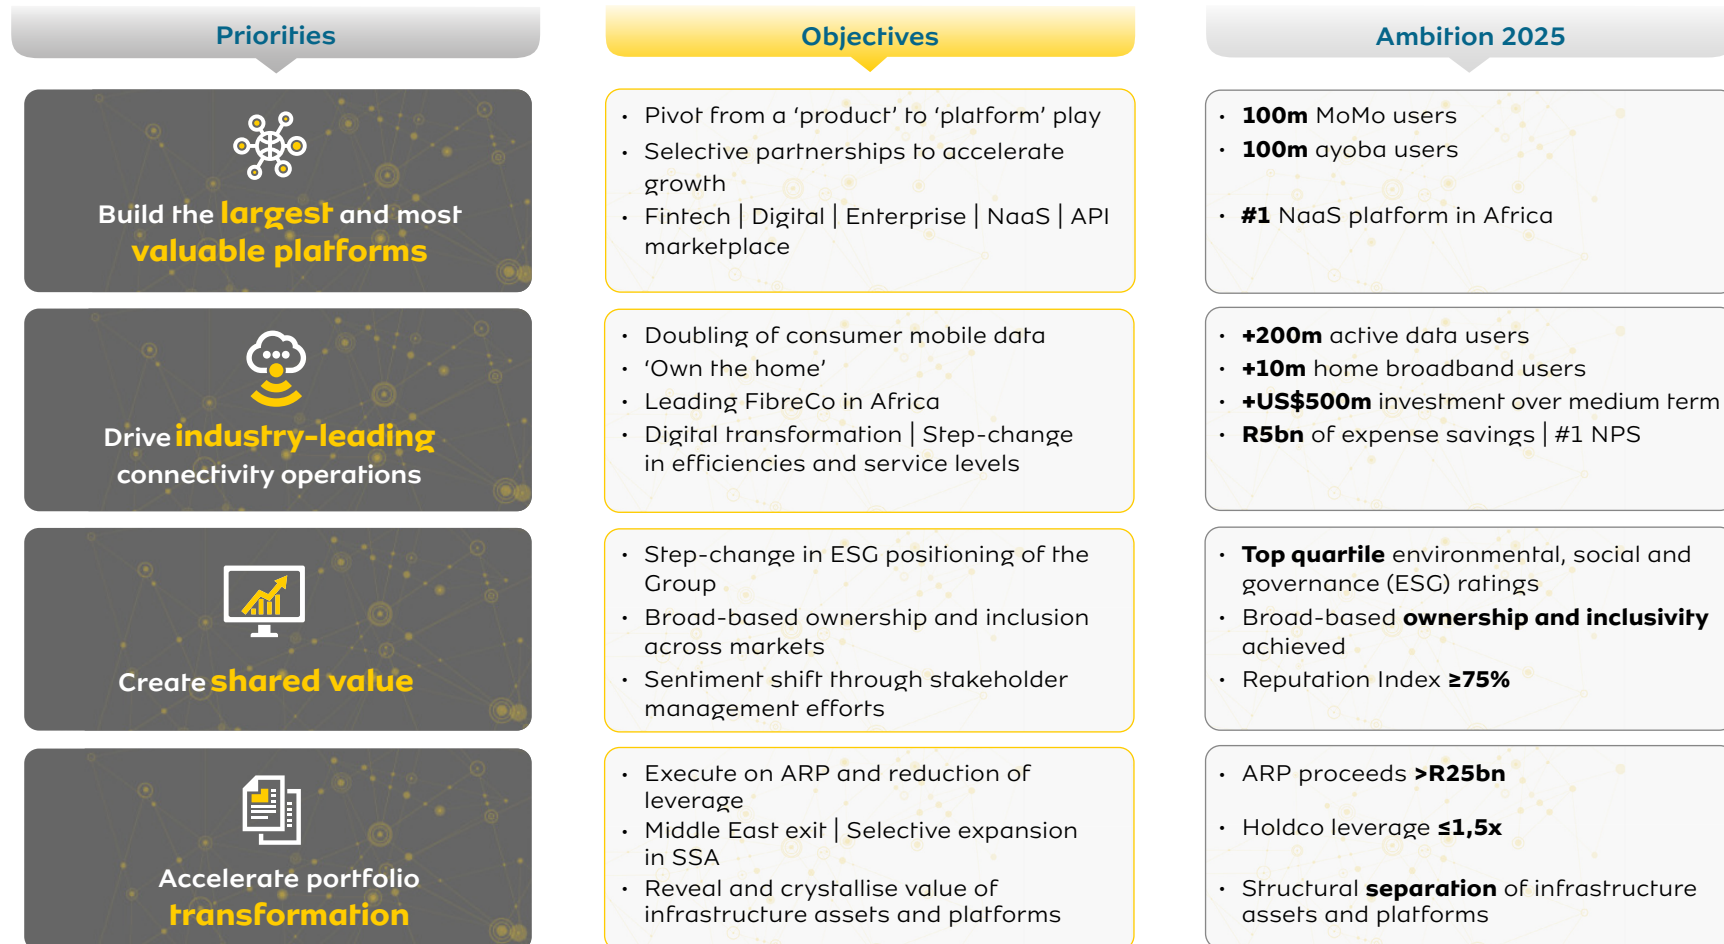 Priorities
Objectives
Ambition 2025
Build the largest and most
valuable platforms
• Pivot from a ‘product’ to ‘platform’ play
• Selective partnerships to accelerate
growth
• Fintech | Digital | Enterprise | NaaS | API
marketplace
• 100m MoMo users
• 100m ayoba users
• #1 NaaS platform in Africa
Drive industry-leading
connectivity operations
• Doubling of consumer mobile data
• ‘Own the home’
• Leading FibreCo in Africa
• Digital transformation | Step-change
in efficiencies and service levels
• +200m active data users
• +10m home broadband users
• +US$500m investment over medium term
• R5bn of expense savings | #1 NPS
Create shared value
• Step-change in ESG positioning of the
Group
• Broad-based ownership and inclusion
across markets
• Sentiment shift through stakeholder
management efforts
• Top quartile environmental, social and
governance (ESG) ratings
• Broad-based ownership and inclusivity
achieved
• Reputation Index ≥75%
Accelerate portfolio
transformation
• Execute on ARP and reduction of
leverage
• Middle East exit | Selective expansion
in SSA
• Reveal and crystallise value of
infrastructure assets and platforms
• ARP proceeds >R25bn
• Holdco leverage ≤1,5x
• Structural separation of infrastructure
assets and platforms